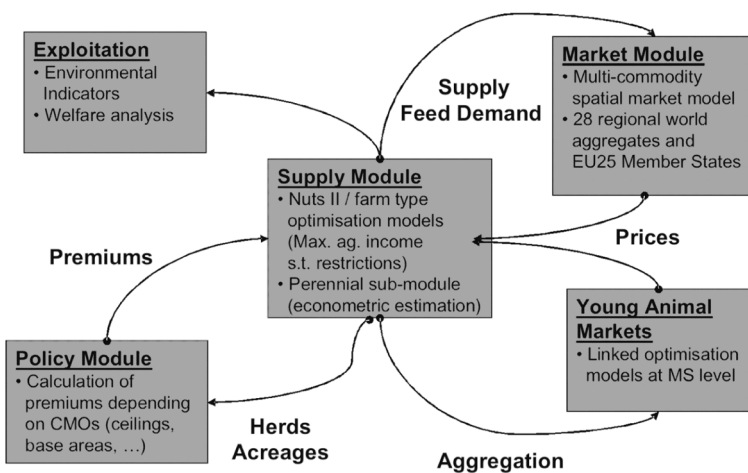 Exploitation
• Environmental
Indicators
• Welfare analysis
Supply
Feed Demand
Market Module
• Multi-commodity
spatial market model
• 28 regional world
aggregates and
EU25 Member States
Supply Module
• Nuts II / farm type
optimisation models
(Max. ag. income
s.t. restrictions)
• Perennial sub-module
(econometric estimation)
Premiums
Prices
Policy Module
• Calculation of
premiums depending
on CMOs (ceilings,
base areas, …)
Young Animal
Markets
• Linked optimisation
models at MS level
Herds
Acreages
Aggregation